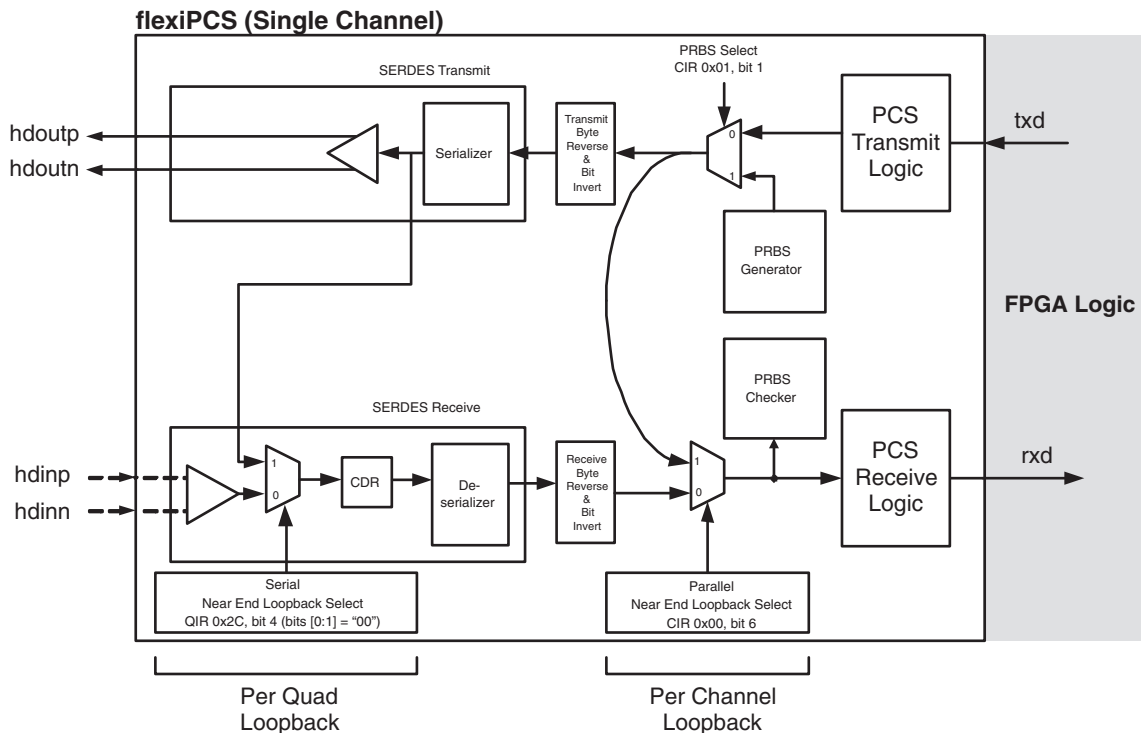 flexiPCS (Single Channel)
PRBS Select
CIR 0x01, bit 1
SERDES Transmit
hdoutp
hdoutn
Serializer
Transmit
Byte
Reverse
&
Bit
Invert
0
1
PCS
Transmit
Logic
txd
PRBS
Generator
FPGA Logic
PRBS
Checker
SERDES Receive
hdinp
hdinn
1
0
CDR
De-
serializer
Receive
Byte
Reverse
&
Bit
Invert
1
0
PCS
Receive
Logic
rxd
Serial
Near End Loopback Select
QIR 0x2C, bit 4 (bits [0:1] = “00”)
Parallel
Near End Loopback Select
CIR 0x00, bit 6
Per Quad
Loopback
Per Channel
Loopback